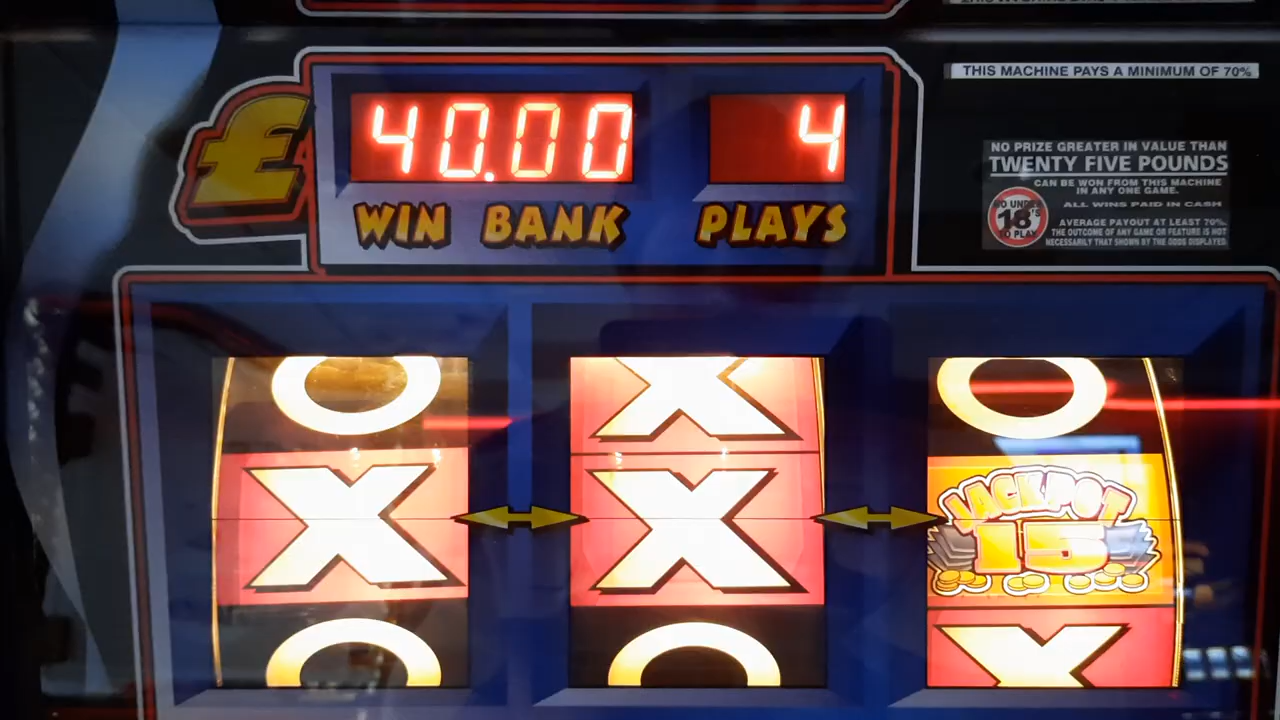 £
40.00
4
WIN BANK
PLAYS
THIS MACHINE PAYS A MINIMUM OF 70%
NO PRIZE GREATER IN VALUE THAN
TWENTY FIVE POUNDS
CAN BE WON FROM THIS MACHINE
IN ANY ONE GAME.
ALL WINS PAID IN CASH
NO UNDER
18'S
TO PLAY
AVERAGE PAYOUT AT LEAST 70%.
THE OUTCOME OF ANY GAME OR FEATURE IS NOT
NECESSARILY THAT SHOWN BY THE ODDS DISPLAYED
O X O
X X JACKPOT
15
O O X